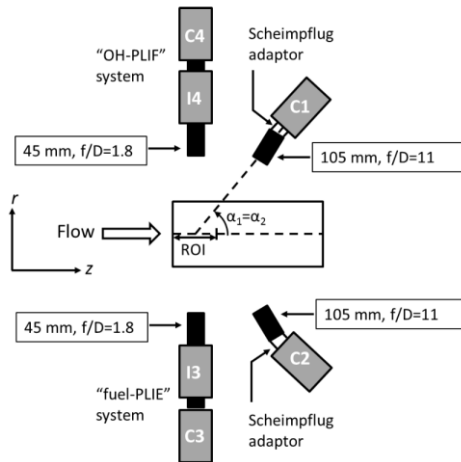 C4
“OH-PLIF”
system
I4
Scheimpflug
adaptor
C1
45 mm, f/D=1.8
105 mm, f/D=11
r
α₁=α₂
Flow
ROI
z
45 mm, f/D=1.8
105 mm, f/D=11
I3
C2
“fuel-PLIE”
system
C3
Scheimpflug
adaptor